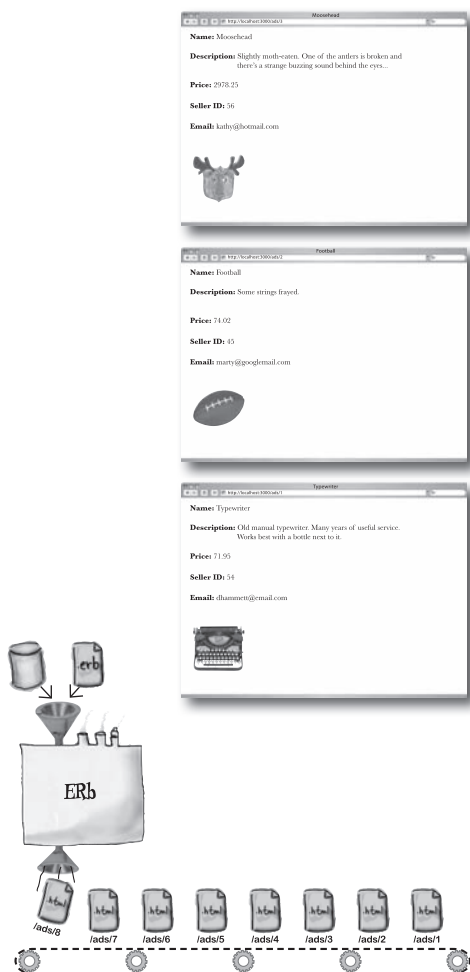 Moosehead
http://localhost:3000/ads/3
Name: Moosehead
Description: Slightly moth-eaten. One of the antlers is broken and
there's a strange buzzing sound behind the eyes...
Price: 2978.25
Seller ID: 56
Email: kathy@hotmail.com
Football
http://localhost:3000/ads/2
Name: Football
Description: Some strings frayed.
Price: 74.02
Seller ID: 45
Email: marty@googlemail.com
Typewriter
http://localhost:3000/ads/1
Name: Typewriter
Description: Old manual typewriter. Many years of useful service.
Works best with a bottle next to it.
Price: 71.95
Seller ID: 54
Email: dhammett@email.com
.erb
ERb
.html
.html
.html
.html
.html
.html
.html
.html
/ads/8
/ads/7
/ads/6
/ads/5
/ads/4
/ads/3
/ads/2
/ads/1